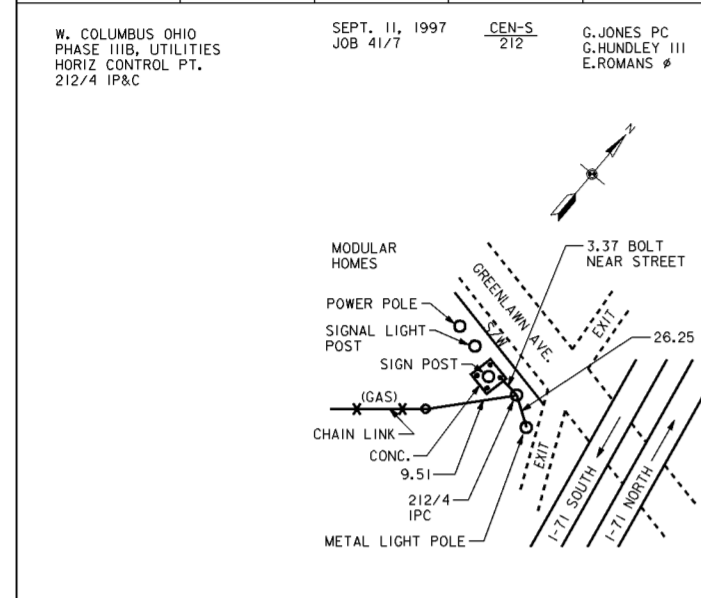 W. COLUMBUS OHIO
PHASE IIIB, UTILITIES
HORIZ CONTROL PT.
212/4 IP&C
SEPT. 11, 1997
JOB 41/7
CEN-S
212
G.JONES PC
G.HUNDLEY III
E.ROMANS ø
N
MODULAR
HOMES
3.37 BOLT
NEAR STREET
GREENLAWN AVE.
POWER POLE
S/W
EXIT
SIGNAL LIGHT
POST
26.25
SIGN POST
(GAS)
CHAIN LINK
CONC.
9.51
EXIT
212/4
IPC
I-71 SOUTH
I-71 NORTH
METAL LIGHT POLE